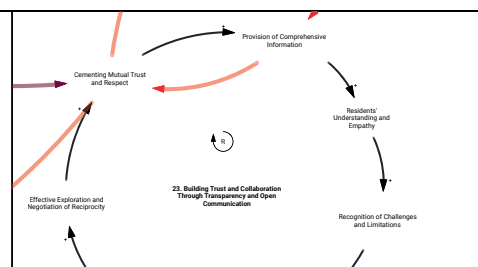 +
Provision of Comprehensive
Information
Cementing Mutual Trust
and Respect
+
+
Residents'
Understanding and
Empathy
R
+
23. Building Trust and Collaboration
Through Transparency and Open
Communication
Effective Exploration and
Negotiation of Reciprocity
Recognition of Challenges
and Limitations
+